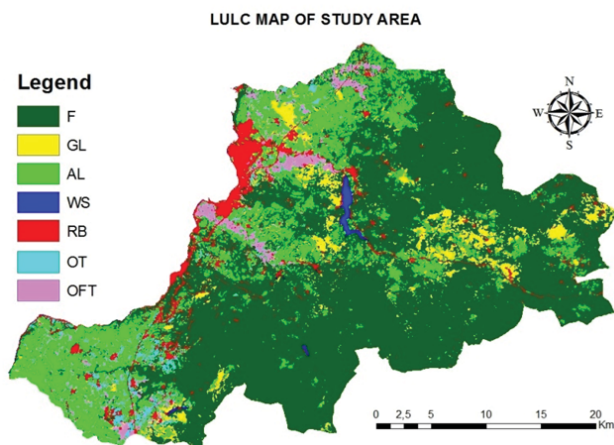 LULC MAP OF STUDY AREA
Legend
F
GL
AL
WS
RB
OT
OFT
N
W E
S
0 2,5 5 10 15 20
Km